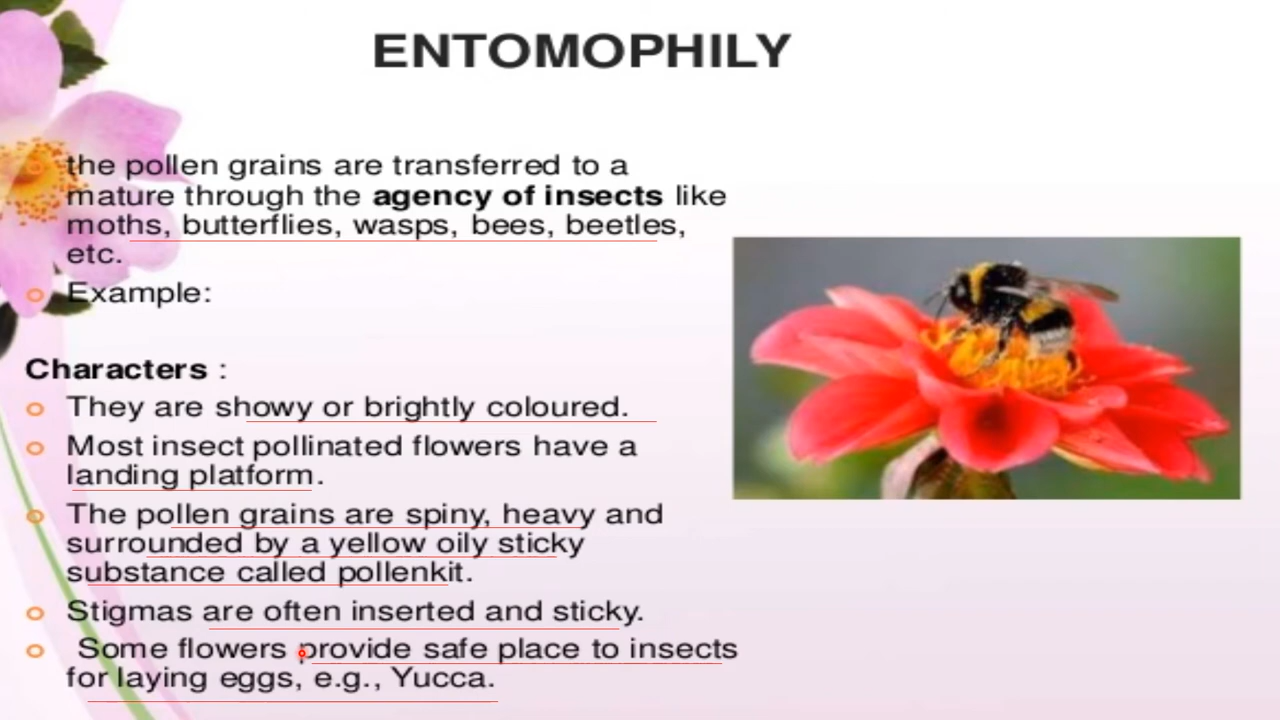 ENTOMOPHILY
the pollen grains are transferred to a
mature through the agency of insects like
moths, butterflies, wasps, bees, beetles,
etc.
Example:
Characters :
They are showy or brightly coloured.
Most insect pollinated flowers have a
landing platform.
The pollen grains are spiny, heavy and
surrounded by a yellow oily sticky
substance called pollenkit.
Stigmas are often inserted and sticky.
Some flowers provide safe place to insects
for laying eggs, e.g., Yucca.